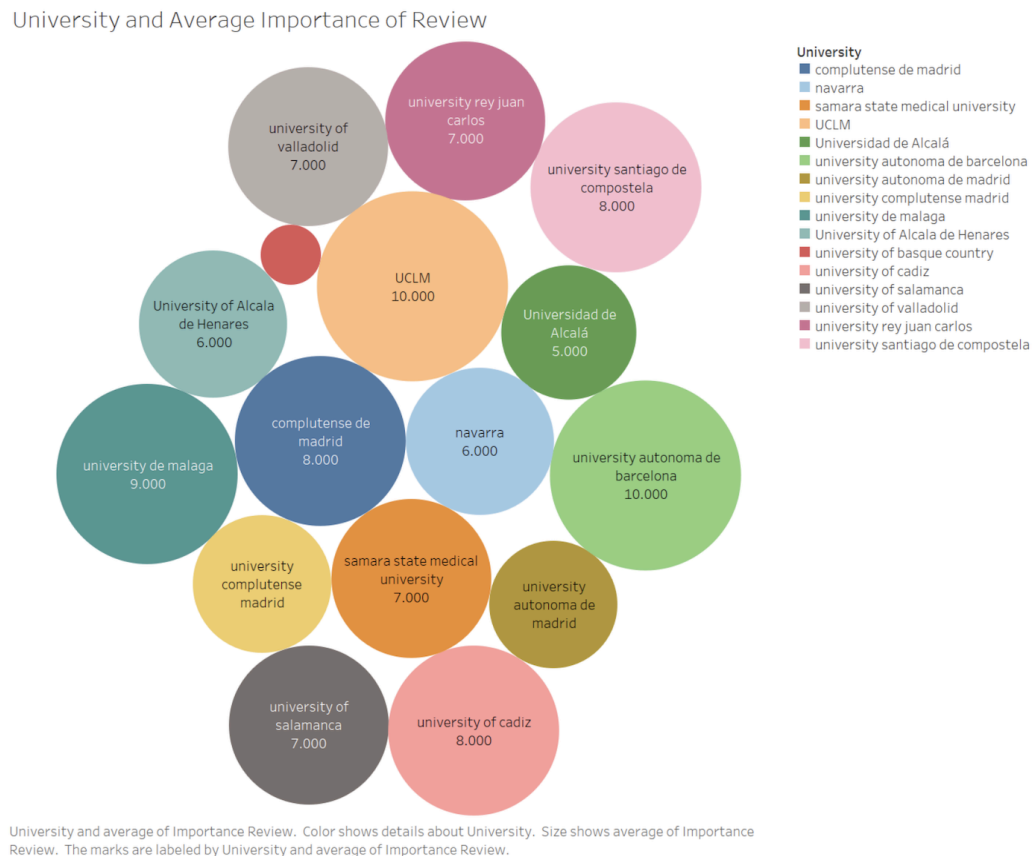 University and Average Importance of Review
university rey juan
carlos
7.000
university of
valladolid
7.000
university santiago de
compostela
8.000
UCLM
10.000
University of Alcala
de Henares
6.000
Universidad de
Alcalá
5.000
complutense de
madrid
8.000
navarra
6.000
university de malaga
9.000
university autonoma de
barcelona
10.000
university
complutense
madrid
samara state medical
university
7.000
university
autonoma de
madrid
university of
salamanca
7.000
university of cadiz
8.000
University
complutense de madrid
navarra
samara state medical university
UCLM
Universidad de Alcalá
university autonoma de barcelona
university autonoma de madrid
university complutense madrid
university de malaga
University of Alcala de Henares
university of basque country
university of cadiz
university of salamanca
university of valladolid
university rey juan carlos
university santiago de compostela
University and average of Importance Review. Color shows details about University. Size shows average of Importance
Review. The marks are labeled by University and average of Importance Review.